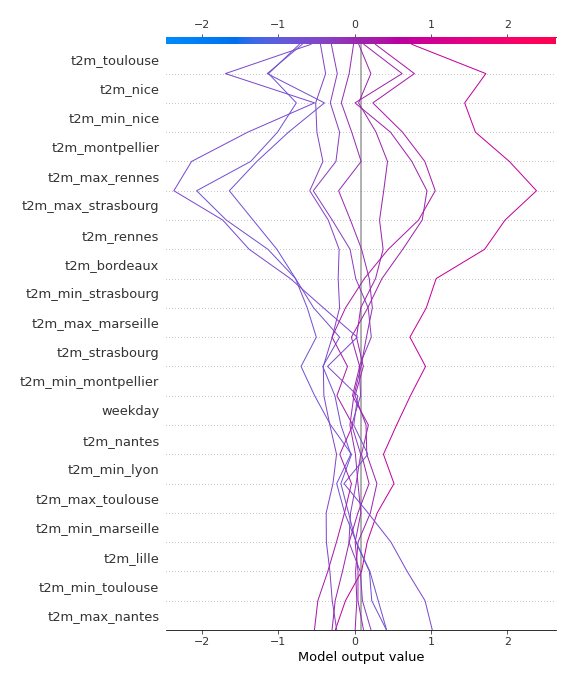 −2 −1 0 1 2
t2m_toulouse
t2m_nice
t2m_min_nice
t2m_montpellier
t2m_max_rennes
t2m_max_strasbourg
t2m_rennes
t2m_bordeaux
t2m_min_strasbourg
t2m_max_marseille
t2m_strasbourg
t2m_min_montpellier
weekday
t2m_nantes
t2m_min_lyon
t2m_max_toulouse
t2m_min_marseille
t2m_lille
t2m_min_toulouse
t2m_max_nantes
−2 −1 0 1 2
Model output value